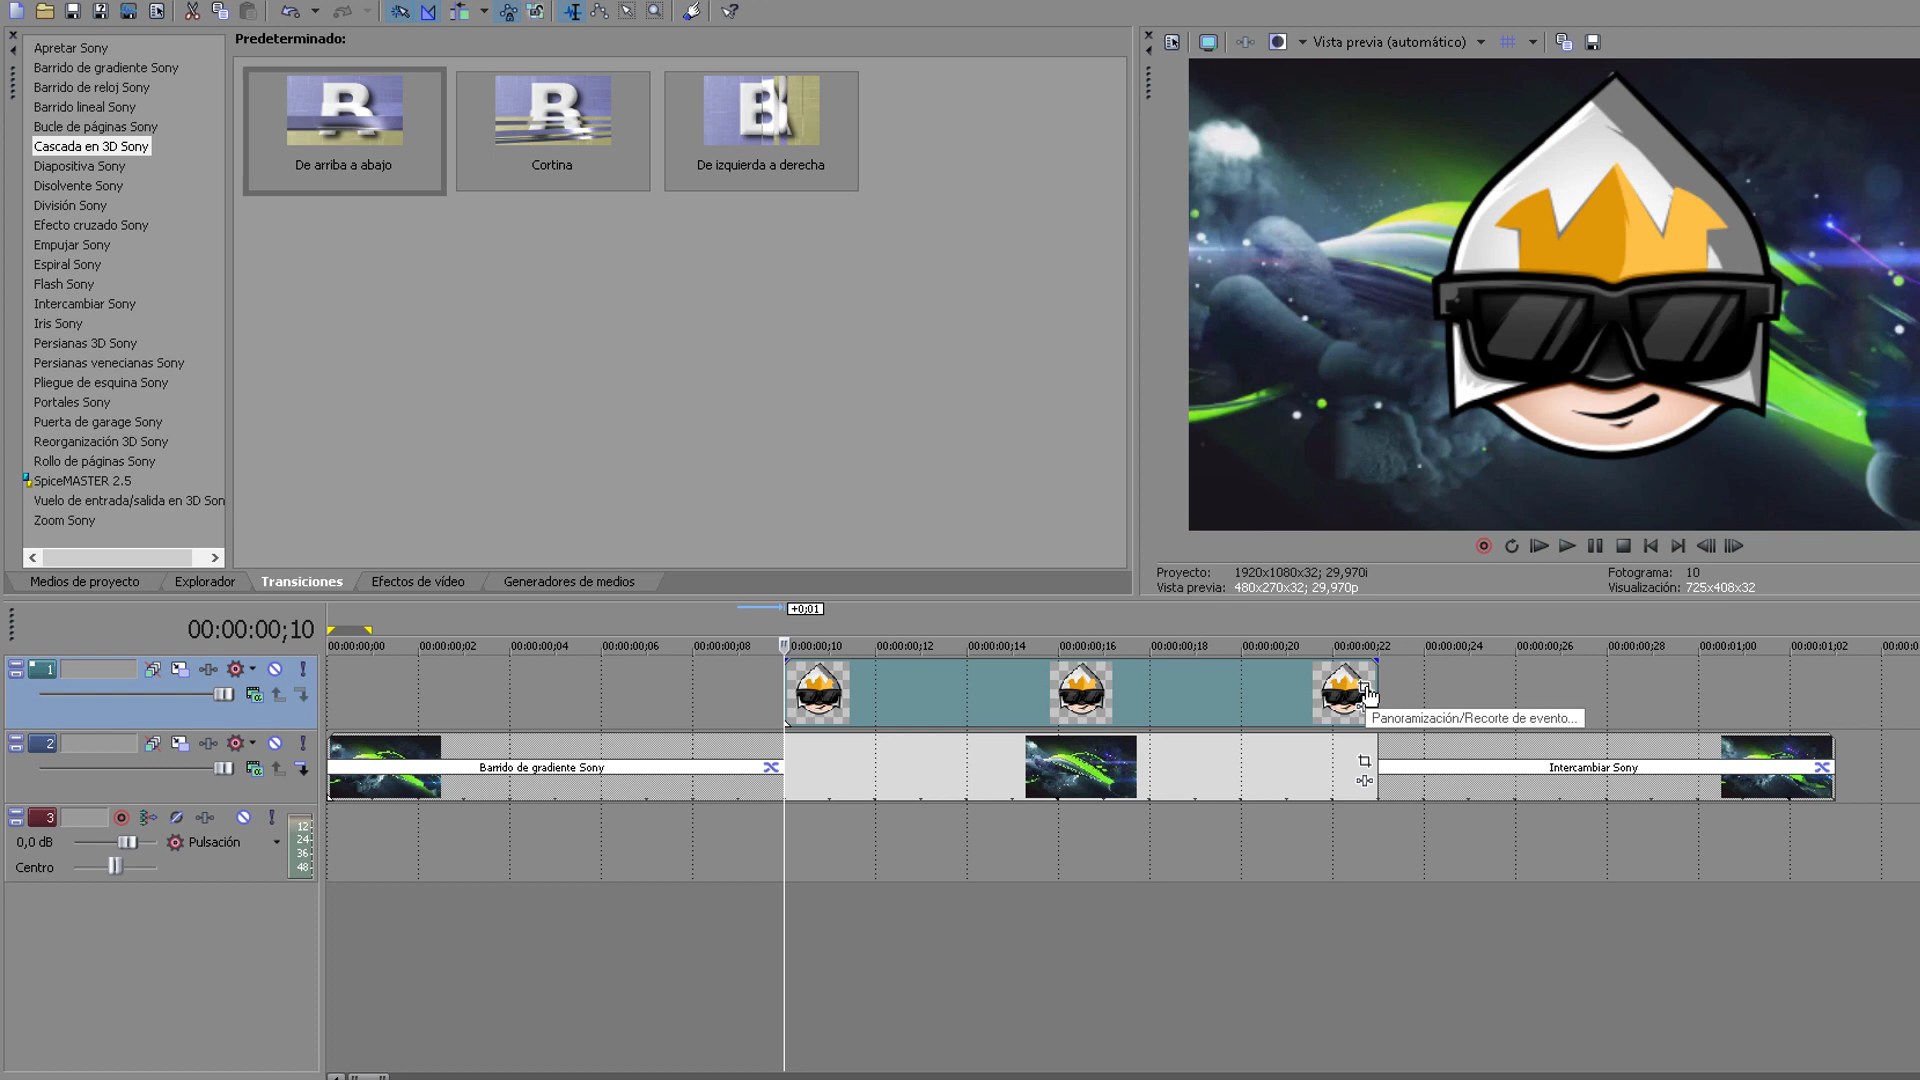 Predeterminado:
Vista previa (automático)
Apretar Sony
Barrido de gradiente Sony
Barrido de reloj Sony
Barrido lineal Sony
Bucle de páginas Sony
Cascada en 3D Sony
Diapositiva Sony
Disolvente Sony
División Sony
Efecto cruzado Sony
Empujar Sony
Espiral Sony
Flash Sony
Intercambiar Sony
Iris Sony
Persianas 3D Sony
Persianas venecianas Sony
Pliegue de esquina Sony
Portales Sony
Puerta de garage Sony
Reorganización 3D Sony
Rollo de páginas Sony
SpiceMASTER 2.5
Vuelo de entrada/salida en 3D Son
Zoom Sony
B B B
De arriba a abajo
Cortina
De izquierda a derecha
Medios de proyecto Explorador Transiciones Efectos de vídeo Generadores de medios
Proyecto: 1920x1080x32; 29,970i
Vista previa: 480x270x32; 29,970p
Fotograma: 10
Visualización: 725x408x32
+0;01
00:00:00;10
00:00:00;00 00:00:00;02 00:00:00;04 00:00:00;06 00:00:00;08 0:00:00;10 00:00:00;12 00:00:00;14 00:00:00;16 00:00:00;18 00:00:00;20 00:00:00;22 00:00:00;24 00:00:00;26 00:00:00;28 00:00:01;00 00:00:01;02 00:00:0
1
Panoramización/Recorte de evento...
2
Barrido de gradiente Sony
Intercambiar Sony
3
0,0 dB
Pulsación
Centro
12
24
36
48